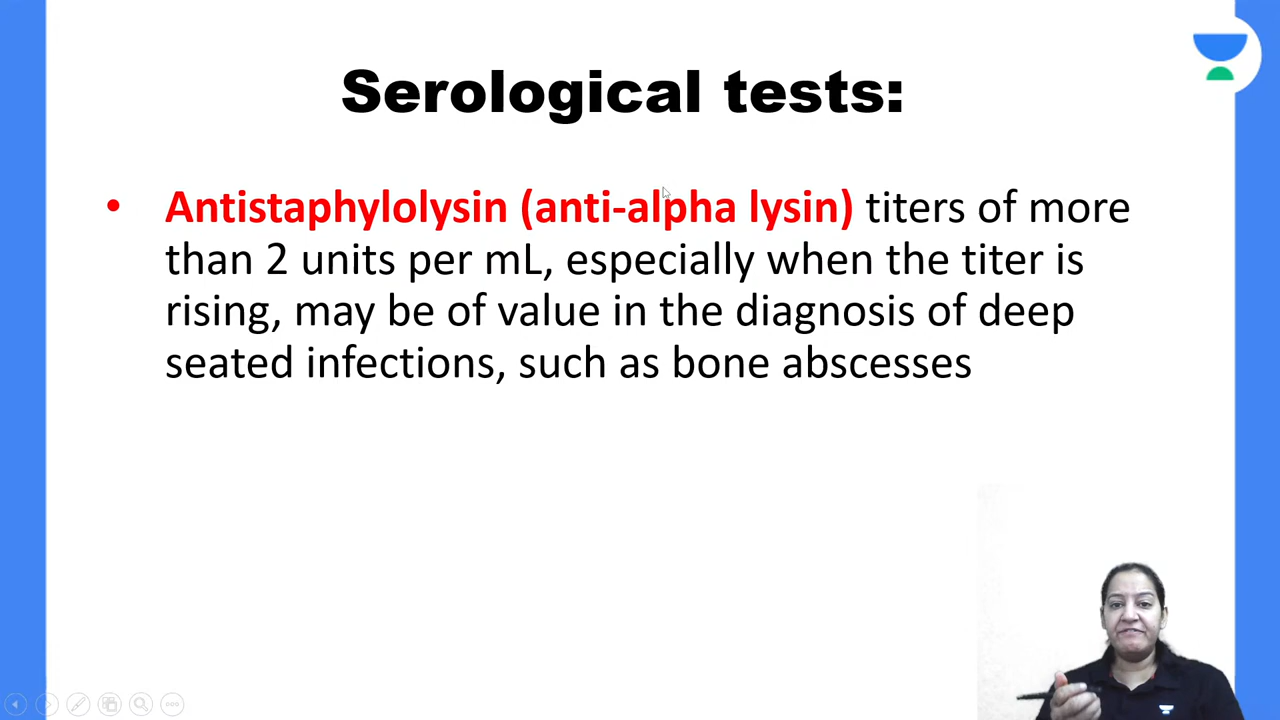 Serological tests:
• Antistaphylolysin (anti-alpha lysin) titers of more
than 2 units per mL, especially when the titer is
rising, may be of value in the diagnosis of deep
seated infections, such as bone abscesses